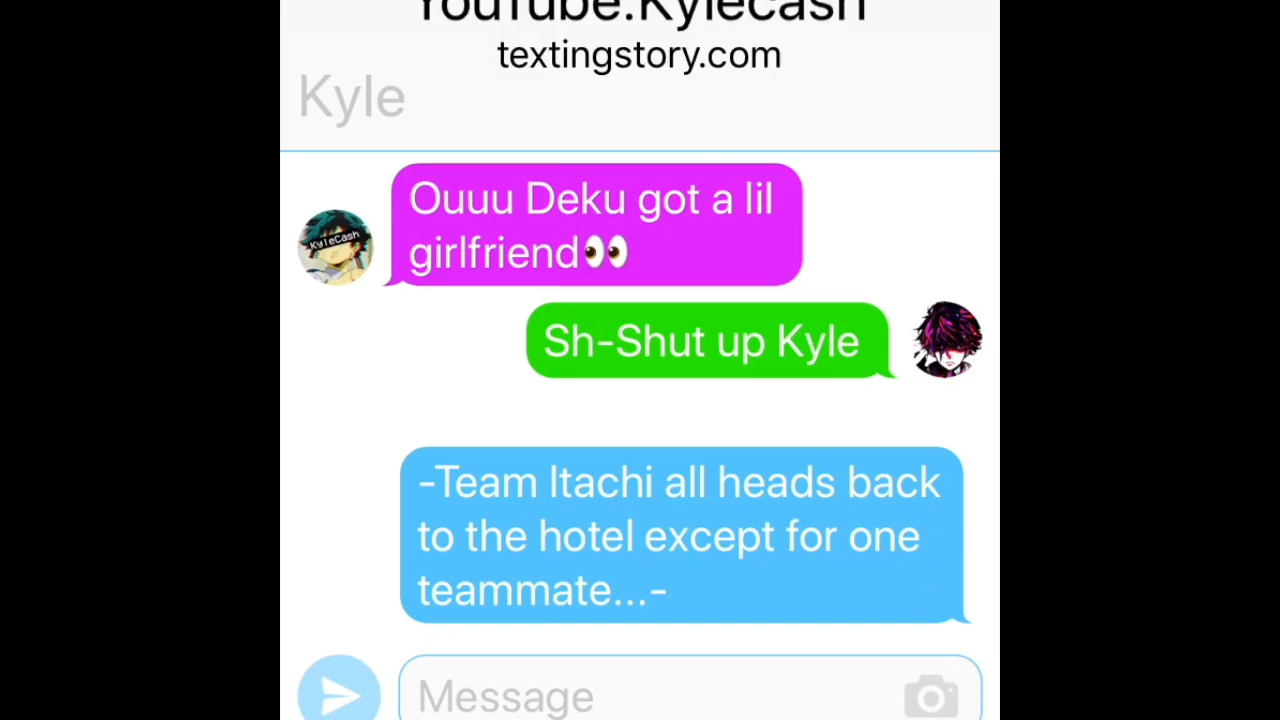 YouTube:Kylecash
textingstory.com
Kyle
Ouuu Deku got a lil
girlfriend👀
KyleCash
Sh-Shut up Kyle
-Team Itachi all heads back
to the hotel except for one
teammate...-
Message